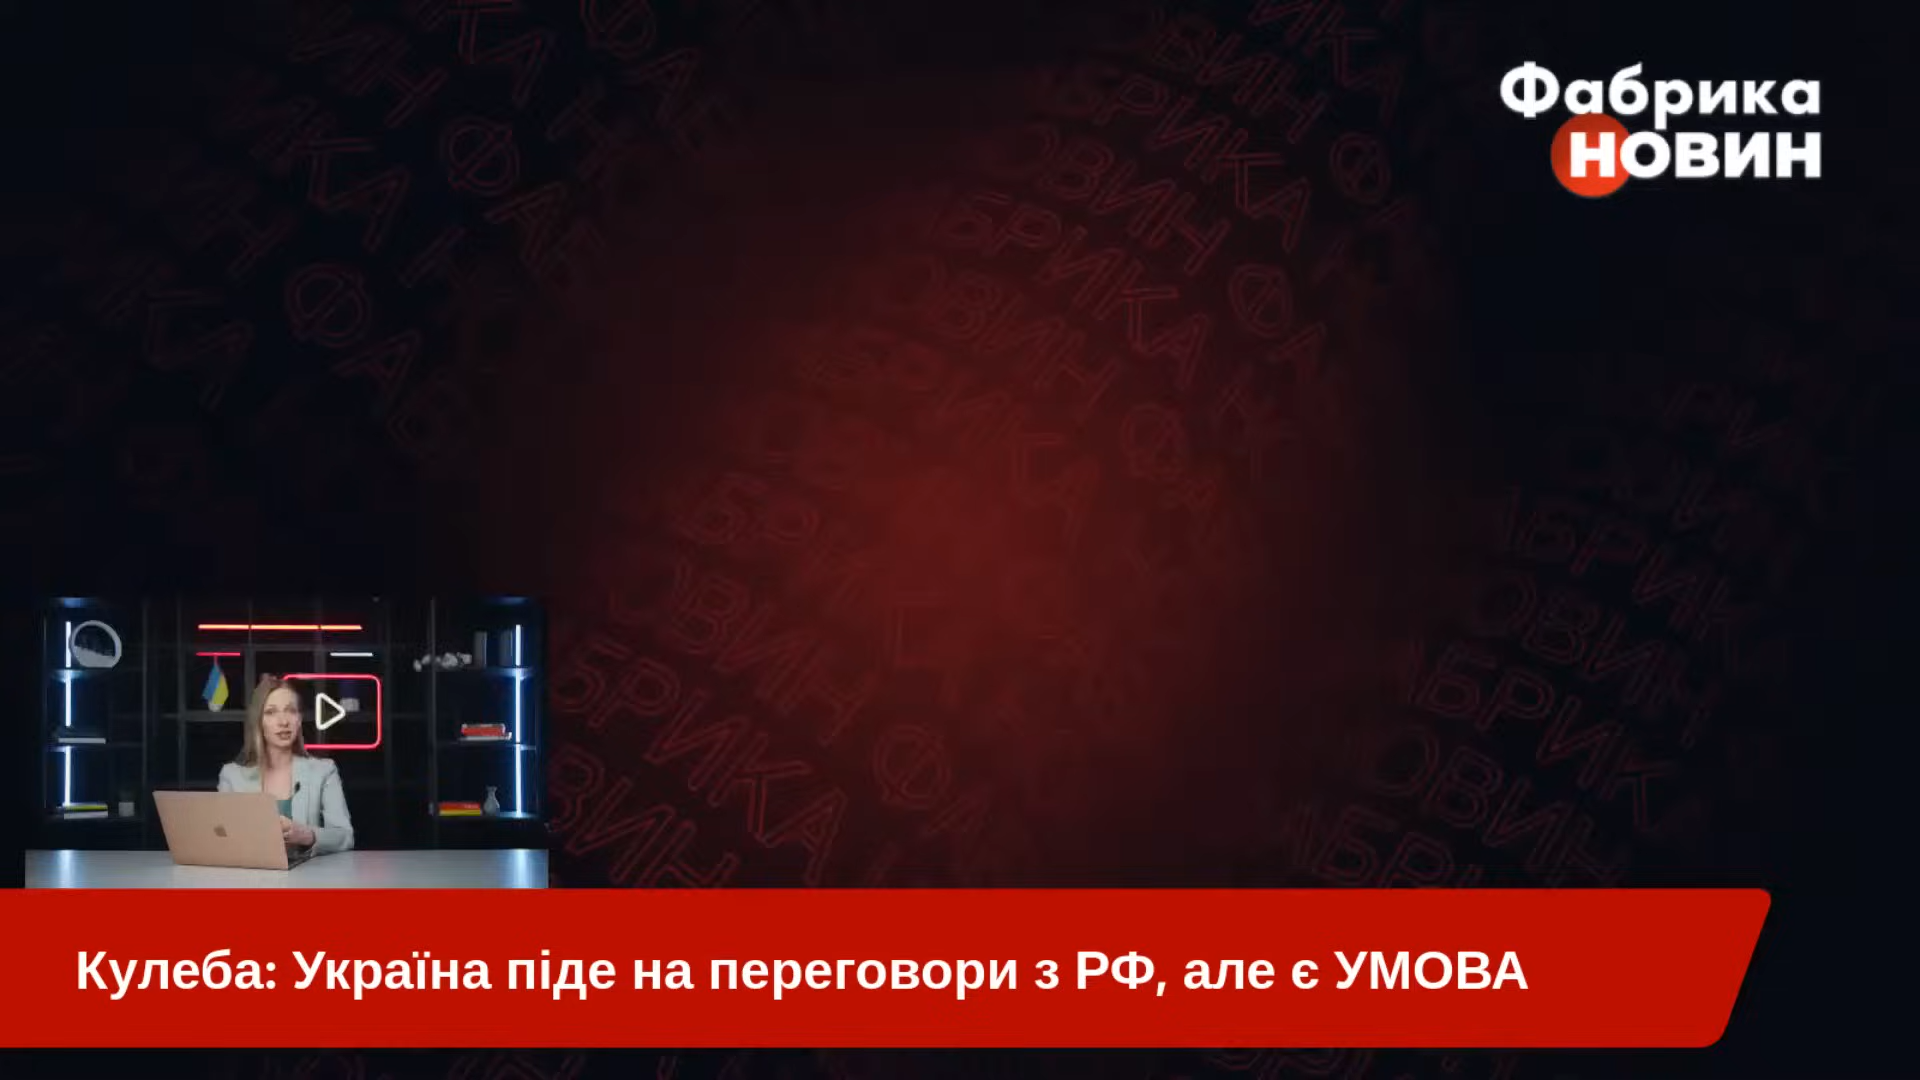 Фабрика
НОВИН
Кулеба: Україна піде на переговори з РФ, але є УМОВА